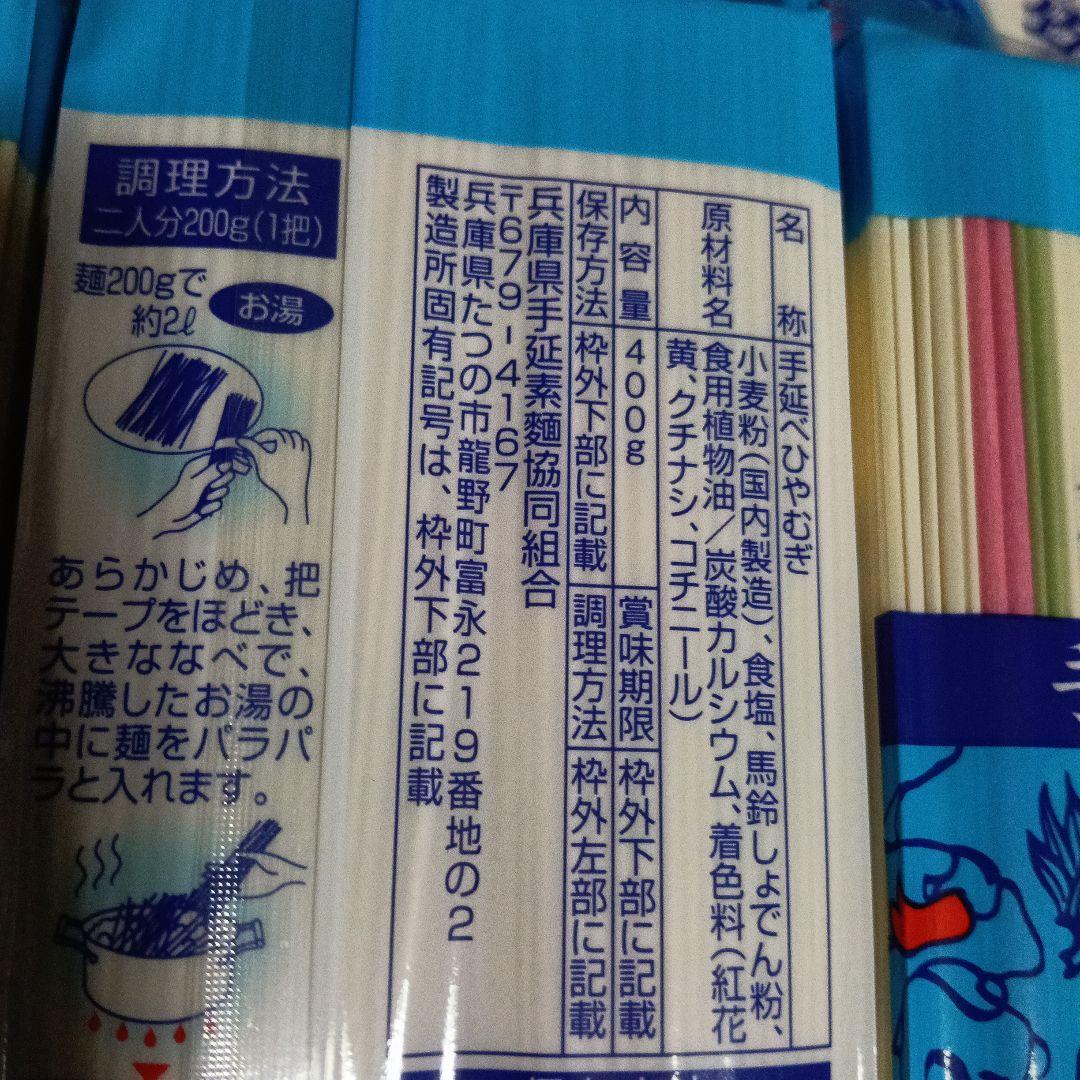 調理方法
二人分200g(1把)
麺200gで
約2ℓ
お湯
あらかじめ、把
テープをほどき、
大きななべで、
沸騰したお湯の
中に麺をパラパ
ラと入れます。
名称
手延べひやむぎ
原材料名
小麦粉(国内製造)、食塩、馬鈴しょでん粉、
食用植物油/炭酸カルシウム、着色料(紅花
黄、クチナシ、コチニール)
内容量
400g
賞味期限
枠外下部に記載
保存方法
枠外下部に記載
調理方法
枠外左部に記載
兵庫県手延素麵協同組合
〒679-4167
兵庫県たつの市龍野町富永219番地の2
製造所固有記号は、枠外下部に記載